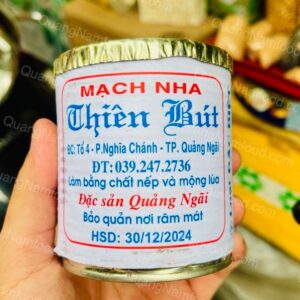 MẠCH NHA
Thiên Bút
ĐC: Tổ 4 - P.Nghĩa Chánh - TP. Quảng Ngãi
ĐT: 039.247.2736
Làm bằng chất nếp và mộng lúa
Đặc sản Quảng Ngãi
Bảo quản nơi râm mát
HSD: 30/12/2024